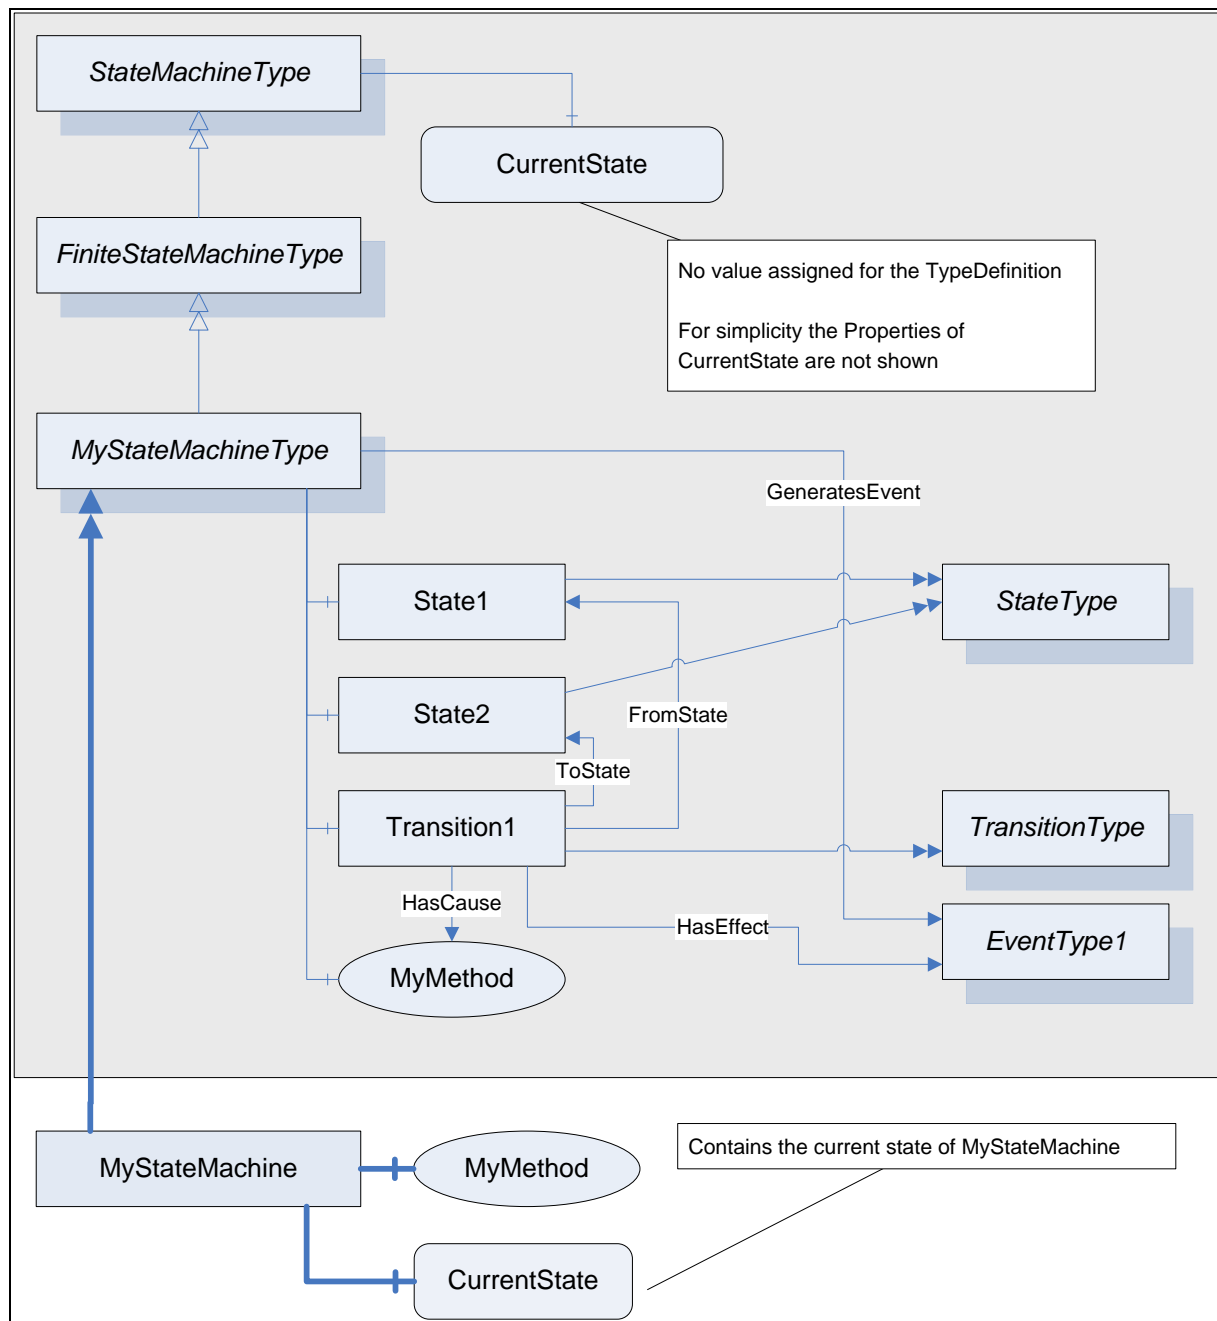 StateMachineType
CurrentState
FiniteStateMachineType
No value assigned for the TypeDefinition
For simplicity the Properties of
CurrentState are not shown
MyStateMachineType
GeneratesEvent
State1
StateType
State2
FromState
ToState
Transition1
TransitionType
HasCause
HasEffect
EventType1
MyMethod
Contains the current state of MyStateMachine
MyStateMachine
MyMethod
CurrentState